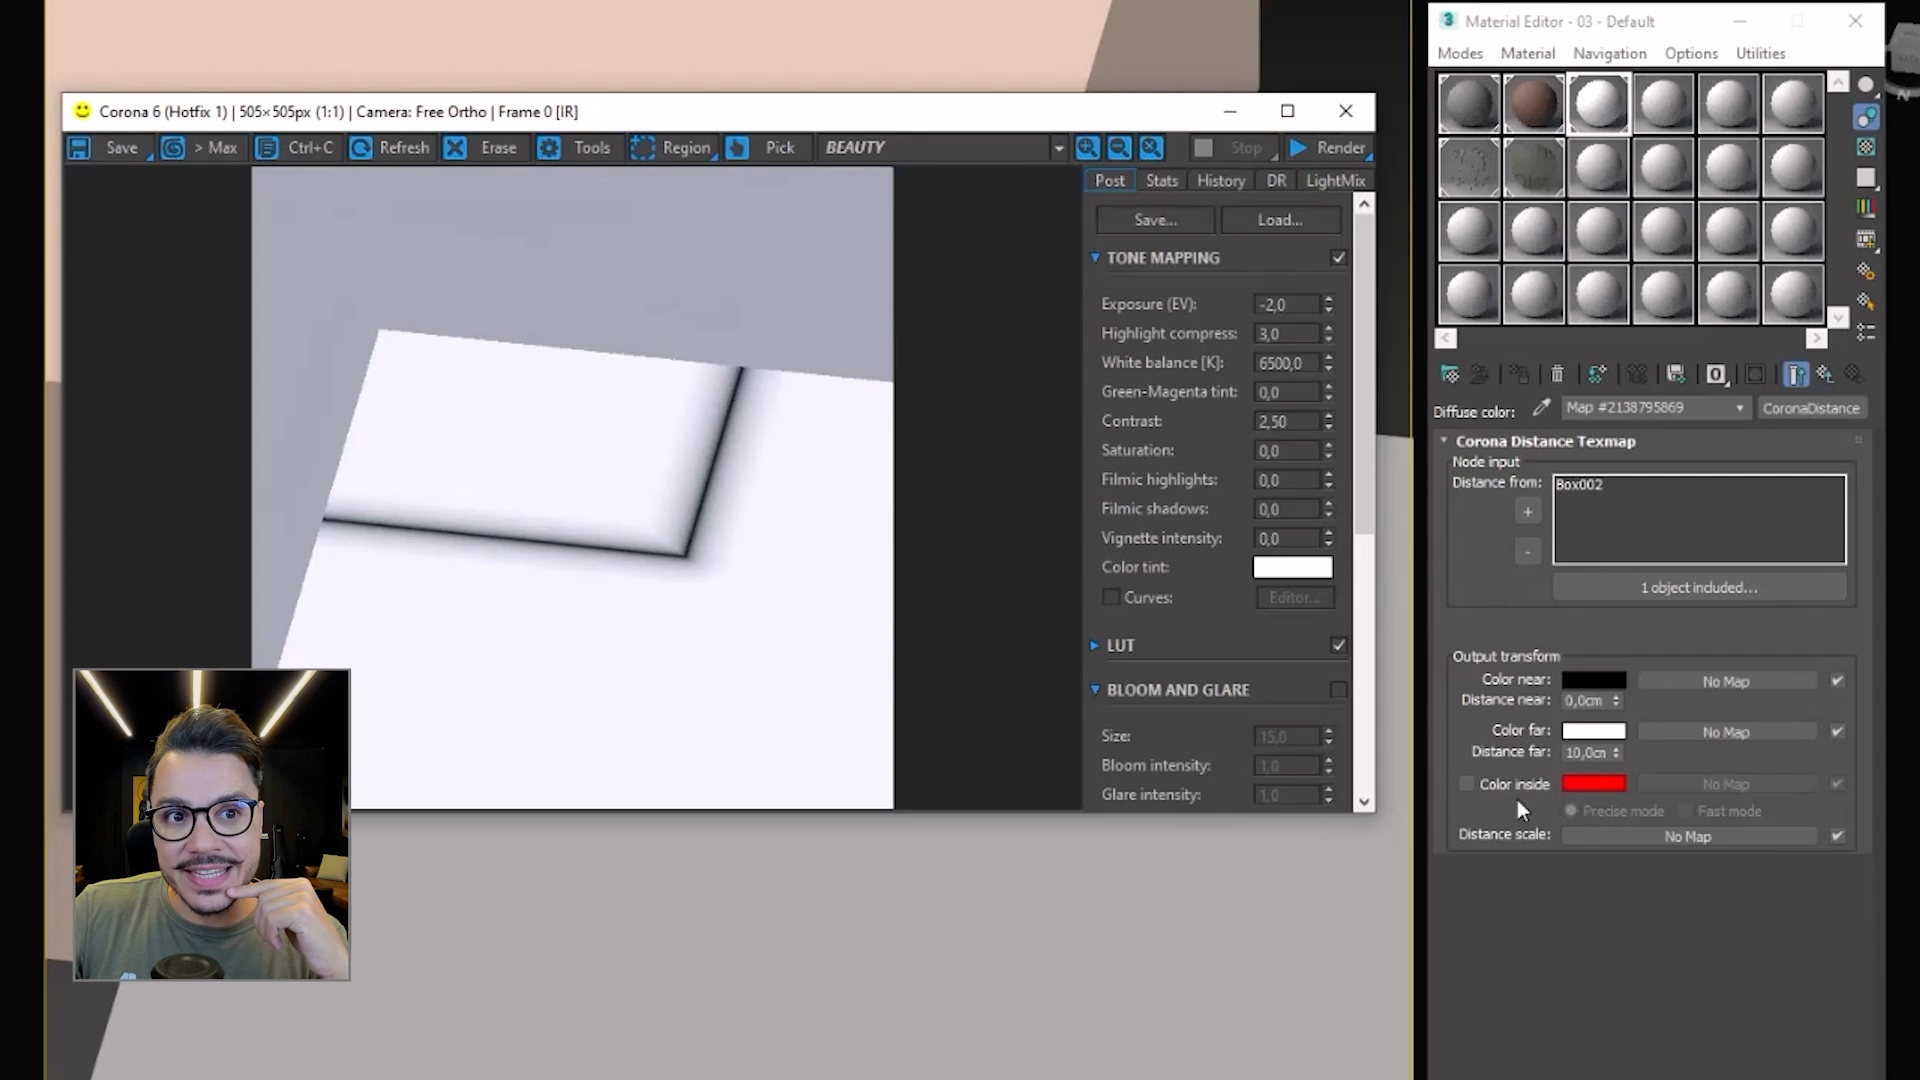 Corona 6 (Hotfix 1) | 505×505px (1:1) | Camera: Free Ortho | Frame 0 [IR]
Save > Max Ctrl+C Refresh Erase Tools Region Pick BEAUTY Stop Render
Post Stats History DR LightMix
Save... Load...
TONE MAPPING
Exposure (EV): -2,0
Highlight compress: 3,0
White balance [K]: 6500,0
Green-Magenta tint: 0,0
Contrast: 2,50
Saturation: 0,0
Filmic highlights: 0,0
Filmic shadows: 0,0
Vignette intensity: 0,0
Color tint:
Curves: Editor...
LUT
BLOOM AND GLARE
Size: 15,0
Bloom intensity: 1,0
Glare intensity: 1,0
3 Material Editor - 03 - Default
Modes Material Navigation Options Utilities
0
Diffuse color: Map #2138795869 CoronaDistance
Corona Distance Texmap
Node input
Distance from: Box002
+
-
1 object included...
Output transform
Color near: No Map
Distance near: 0,0cm
Color far: No Map
Distance far: 10,0cm
Color inside No Map
Precise mode Fast mode
Distance scale: No Map
N